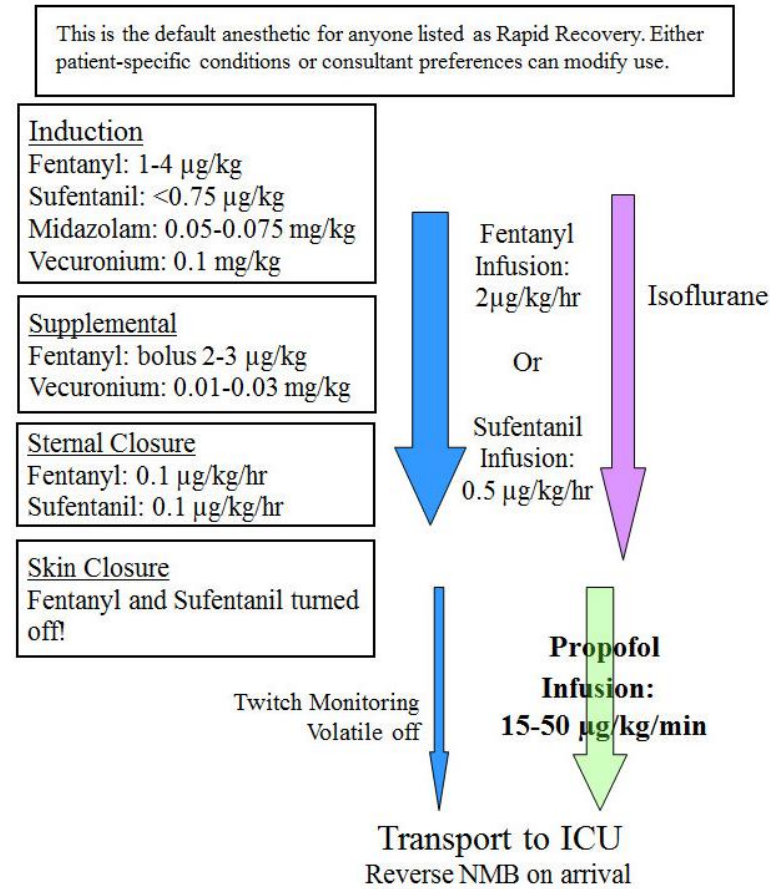 This is the default anesthetic for anyone listed as Rapid Recovery. Either
patient-specific conditions or consultant preferences can modify use.
Induction
Fentanyl: 1-4 µg/kg
Sufentanil: <0.75 µg/kg
Midazolam: 0.05-0.075 mg/kg
Vecuronium: 0.1 mg/kg
Supplemental
Fentanyl: bolus 2-3 µg/kg
Vecuronium: 0.01-0.03 mg/kg
Sternal Closure
Fentanyl: 0.1 µg/kg/hr
Sufentanil: 0.1 µg/kg/hr
Skin Closure
Fentanyl and Sufentanil turned
off!
Fentanyl
Infusion:
2µg/kg/hr
Or
Sufentanil
Infusion:
0.5 µg/kg/hr
Isoflurane
Twitch Monitoring
Volatile off
Propofol
Infusion:
15-50 µg/kg/min
Transport to ICU
Reverse NMB on arrival